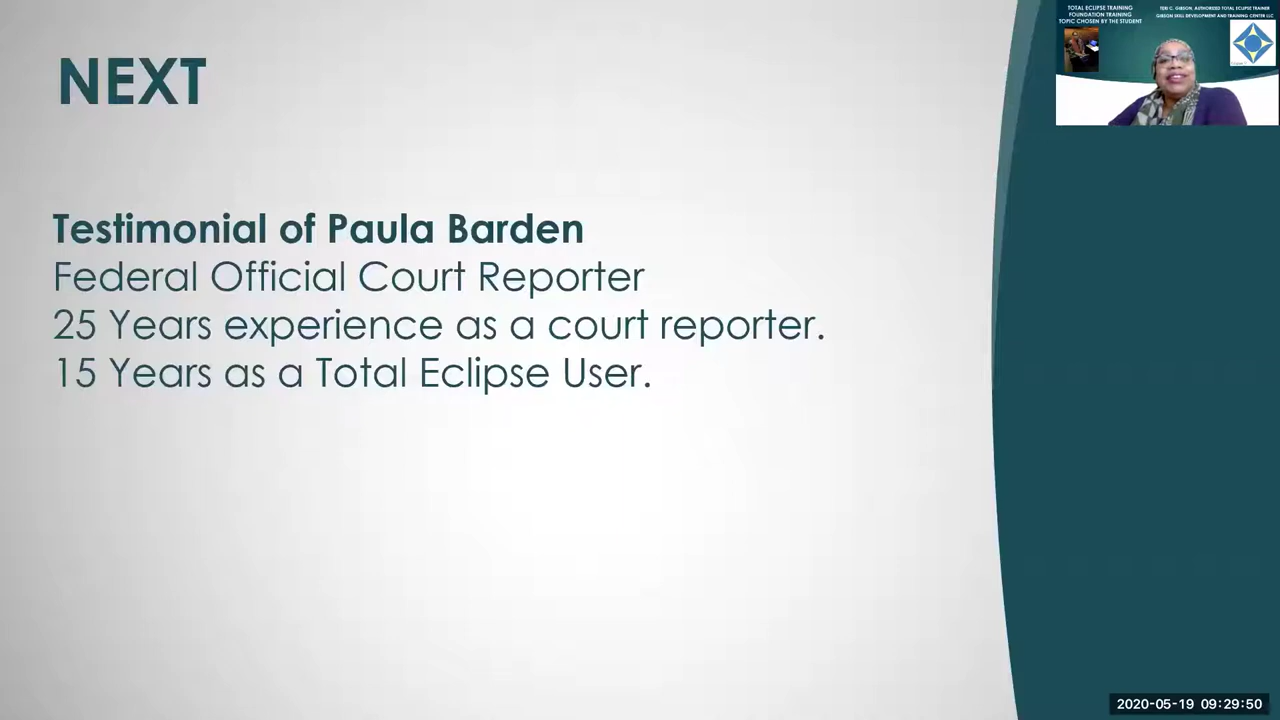 NEXT
Testimonial of Paula Barden
Federal Official Court Reporter
25 Years experience as a court reporter.
15 Years as a Total Eclipse User.
TOTAL ECLIPSE TRAINING
FOUNDATION TRAINING
TOPIC CHOSEN BY THE STUDENT
TERI C. GIBSON, AUTHORIZED TOTAL ECLIPSE TRAINER
GIBSON SKILL DEVELOPMENT AND TRAINING CENTER LLC
2020-05-19 09:29:50